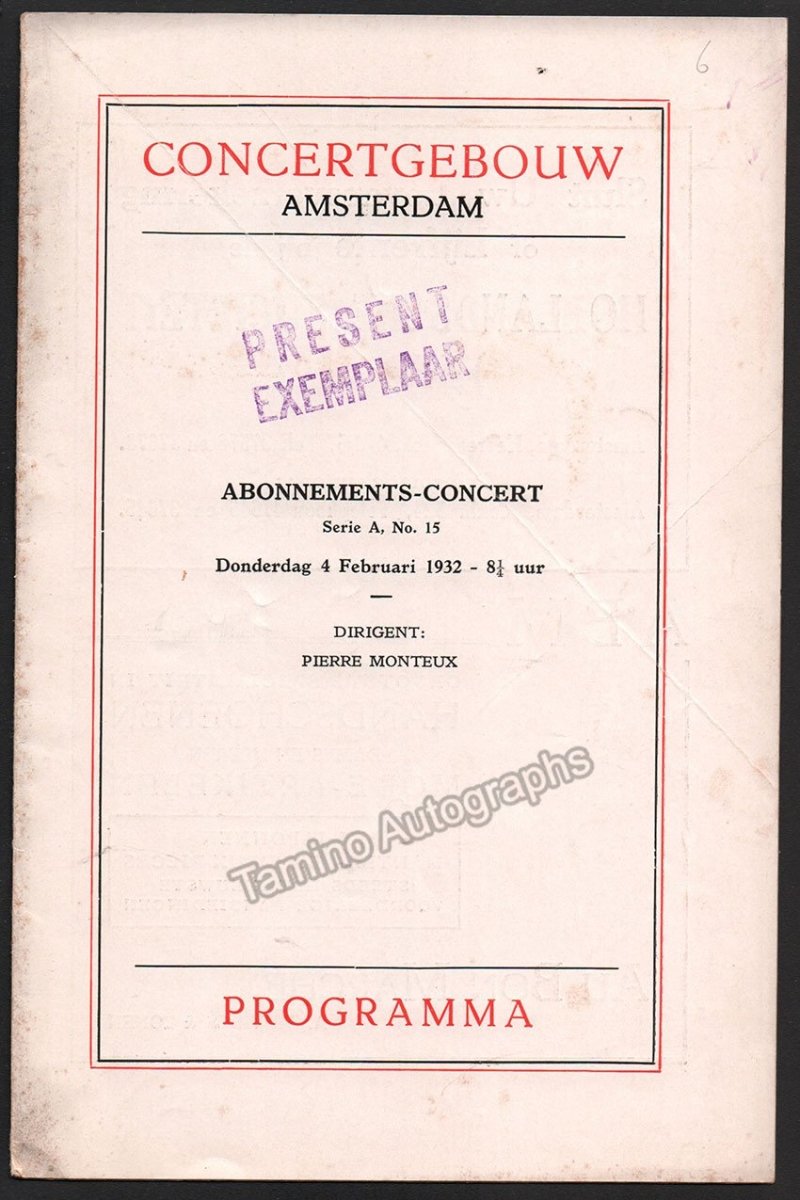 6
CONCERTGEBOUW
AMSTERDAM
PRESENT
EXEMPLAAR
ABONNEMENTS-CONCERT
Serie A, No. 15
Donderdag 4 Februari 1932 - 8¼ uur
DIRIGENT:
PIERRE MONTEUX
Tamino Autographs
PROGRAMMA